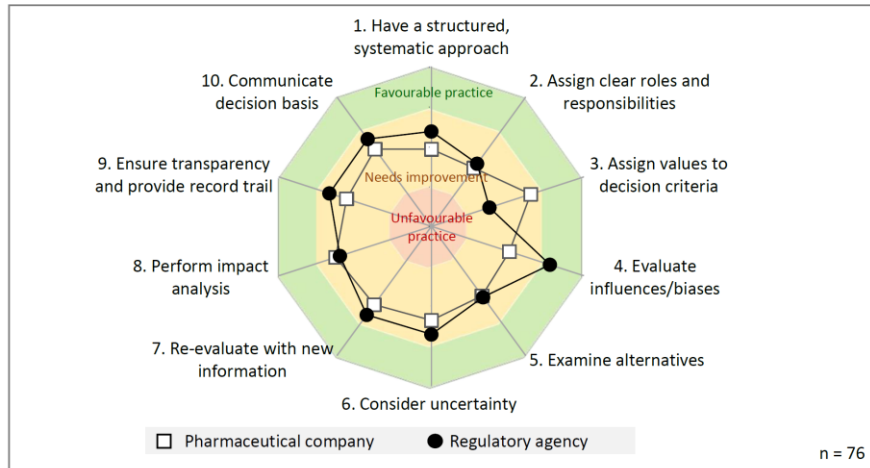 1. Have a structured,
systematic approach
10. Communicate
decision basis
2. Assign clear roles and
responsibilities
Favourable practice
9. Ensure transparency
and provide record trail
3. Assign values to
decision criteria
Needs improvement
Unfavourable
practice
8. Perform impact
analysis
4. Evaluate
influences/biases
7. Re-evaluate with new
information
5. Examine alternatives
6. Consider uncertainty
Pharmaceutical company
Regulatory agency
n = 76